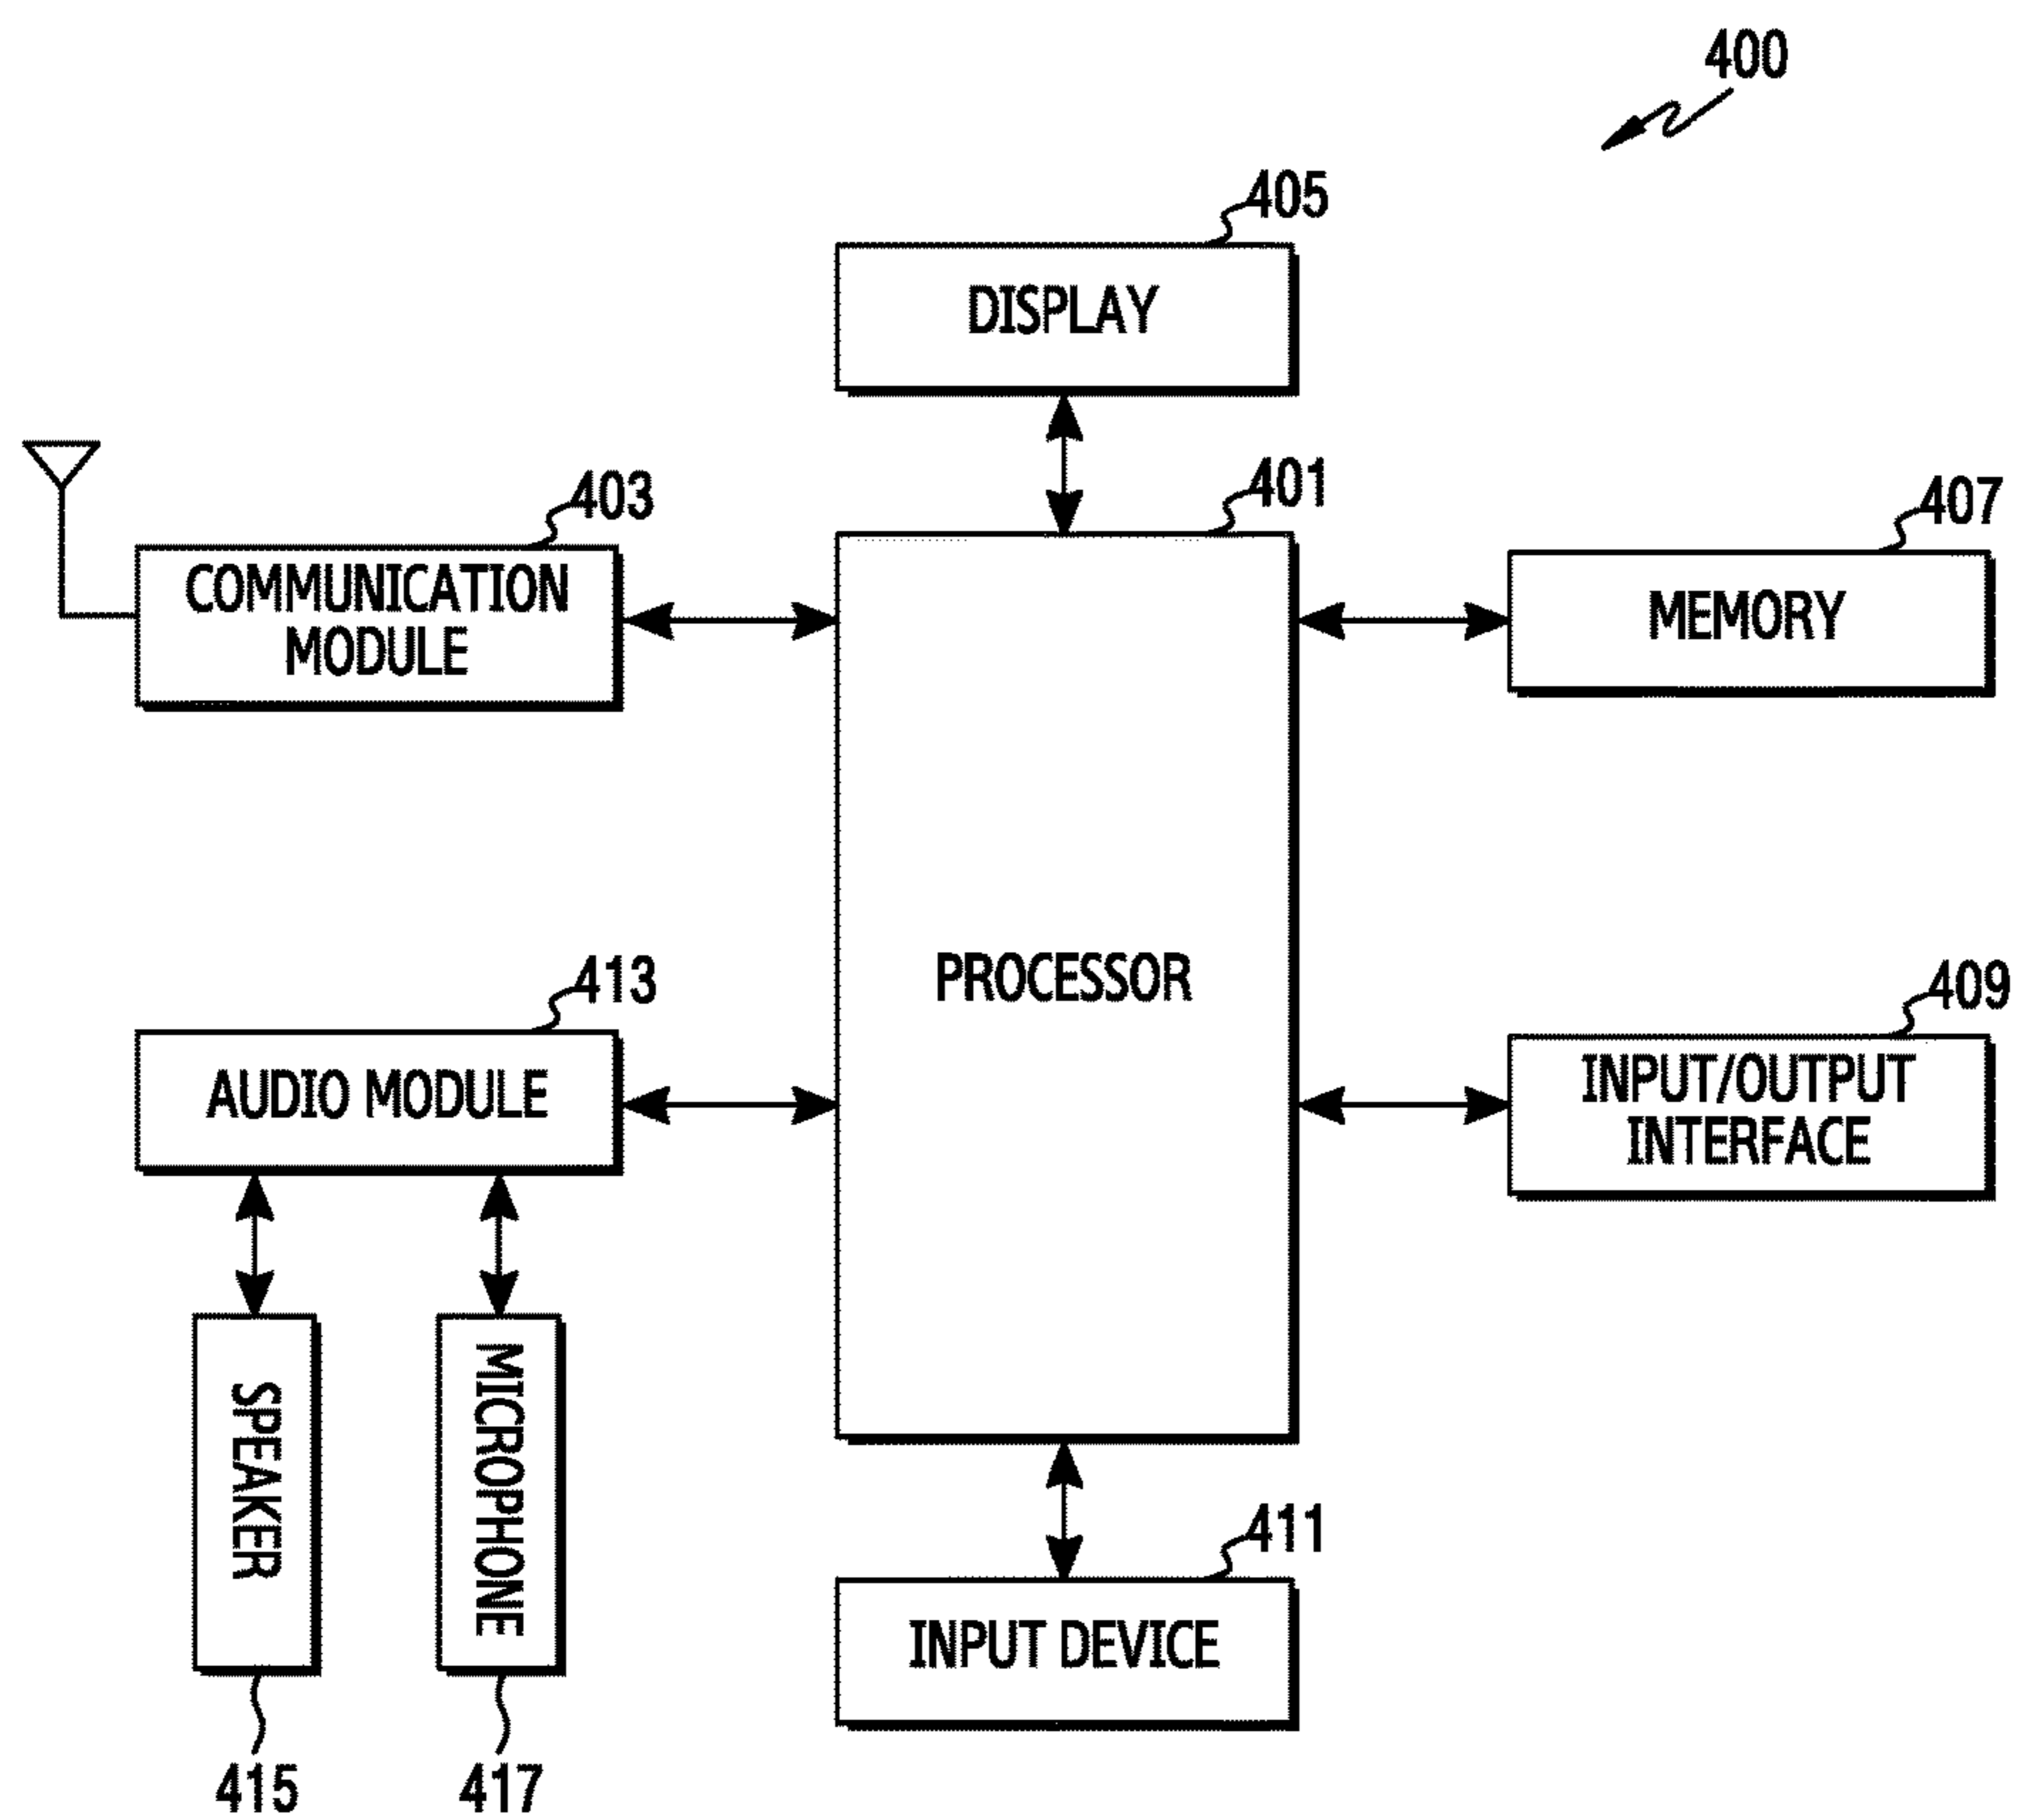 400
405
DISPLAY
403
401
407
COMMUNICATION
MODULE
MEMORY
413
PROCESSOR
409
AUDIO MODULE
INPUT/OUTPUT
INTERFACE
SPEAKER
MICROPHONE
411
INPUT DEVICE
415
417